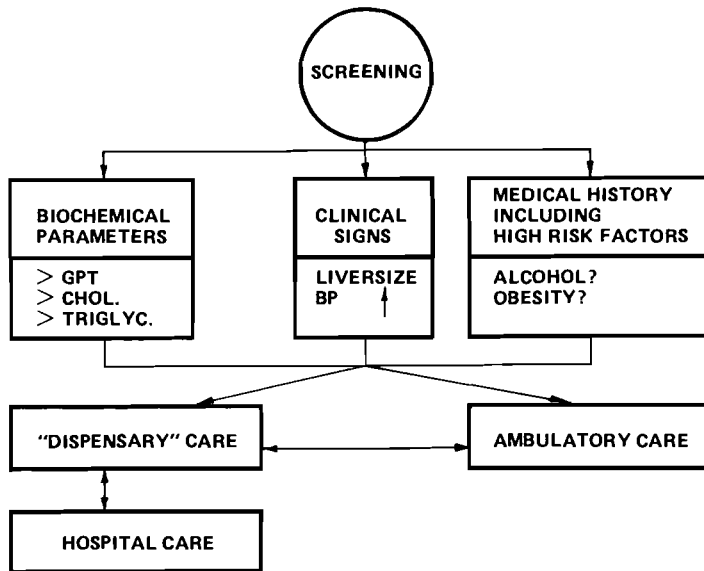 SCREENING
BIOCHEMICAL
PARAMETERS
> GPT
> CHOL.
> TRIGLYC.
CLINICAL
SIGNS
LIVERSIZE
BP ↑
MEDICAL HISTORY
INCLUDING
HIGH RISK FACTORS
ALCOHOL?
OBESITY?
"DISPENSARY" CARE
AMBULATORY CARE
HOSPITAL CARE